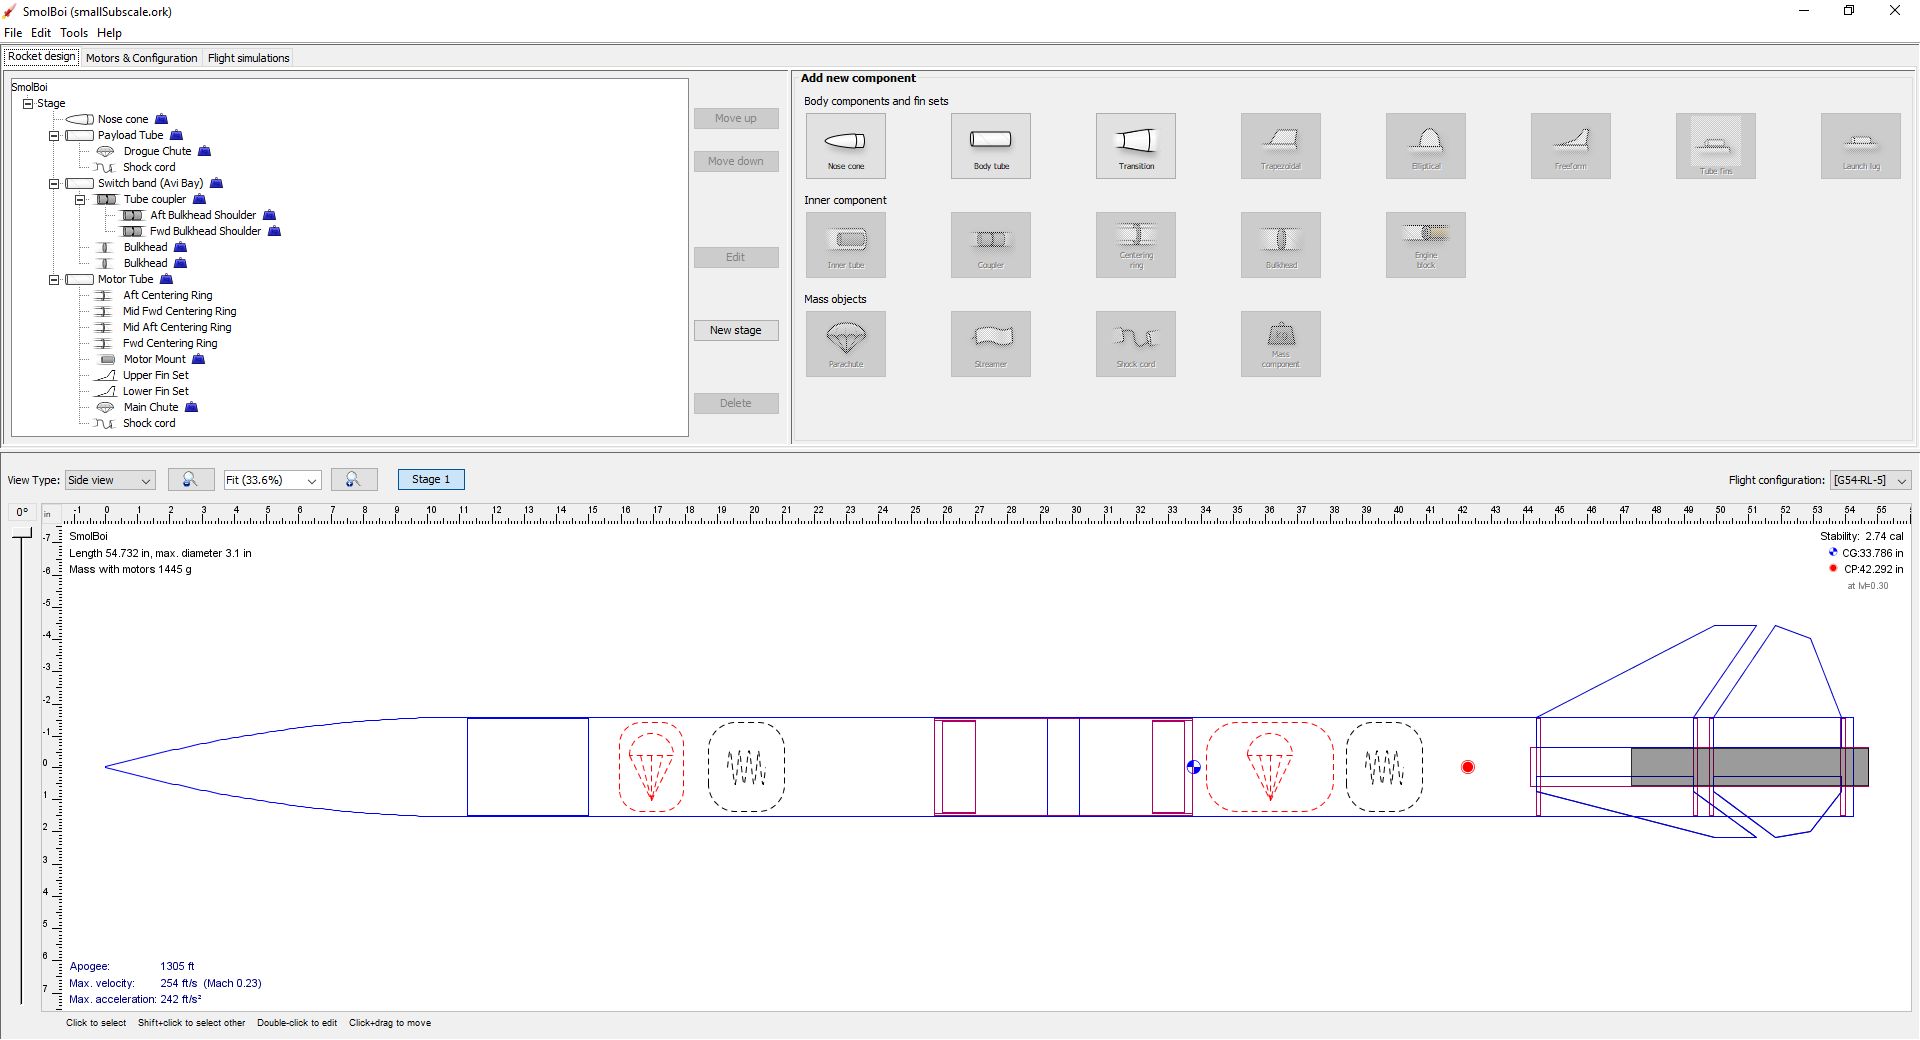 SmolBoi (smallSubscale.ork)
File Edit Tools Help
Rocket design Motors & Configuration Flight simulations
SmolBoi
Stage
Nose cone
Payload Tube
Drogue Chute
Shock cord
Switch band (Avi Bay)
Tube coupler
Aft Bulkhead Shoulder
Fwd Bulkhead Shoulder
Bulkhead
Bulkhead
Motor Tube
Aft Centering Ring
Mid Fwd Centering Ring
Mid Aft Centering Ring
Fwd Centering Ring
Motor Mount
Upper Fin Set
Lower Fin Set
Main Chute
Shock cord
Move up
Move down
Edit
New stage
Delete
Add new component
Body components and fin sets
Nose cone Body tube Transition Trapezoidal Elliptical Freeform Tube fins Launch lug
Inner component
Inner tube Coupler Centering ring Bulkhead Engine block
Mass objects
Parachute Streamer Shock cord Mass component
View Type: Side view Fit (33.6%) Stage 1 Flight configuration: [G54-RL-5]
0°
in -1 0 1 2 3 4 5 6 7 8 9 10 11 12 13 14 15 16 17 18 19 20 21 22 23 24 25 26 27 28 29 30 31 32 33 34 35 36 37 38 39 40 41 42 43 44 45 46 47 48 49 50 51 52 53 54 55
-7
-6
-5
-4
-3
-2
-1
0
1
2
3
4
5
6
7
SmolBoi
Length 54.732 in, max. diameter 3.1 in
Mass with motors 1445 g
Stability: 2.74 cal
CG:33.786 in
CP:42.292 in
at M=0.30
Apogee: 1305 ft
Max. velocity: 254 ft/s (Mach 0.23)
Max. acceleration: 242 ft/s²
Click to select Shift+click to select other Double-click to edit Click+drag to move